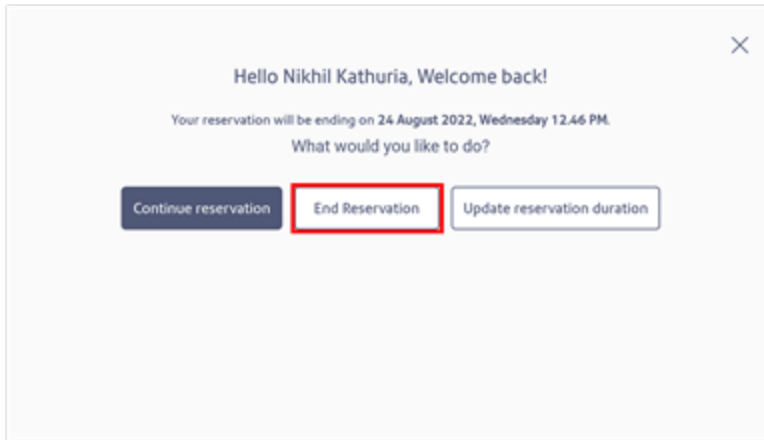 Hello Nikhil Kathuria, Welcome back!
Your reservation will be ending on 24 August 2022, Wednesday 12.46 PM.
What would you like to do?
Continue reservation
End Reservation
Update reservation duration